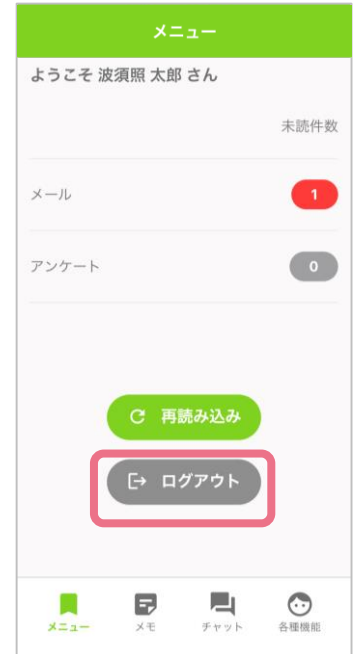 メニュー
ようこそ 波須照 太郎 さん
未読件数
メール 1
アンケート 0
再読み込み
ログアウト
メニュー メモ チャット 各種機能